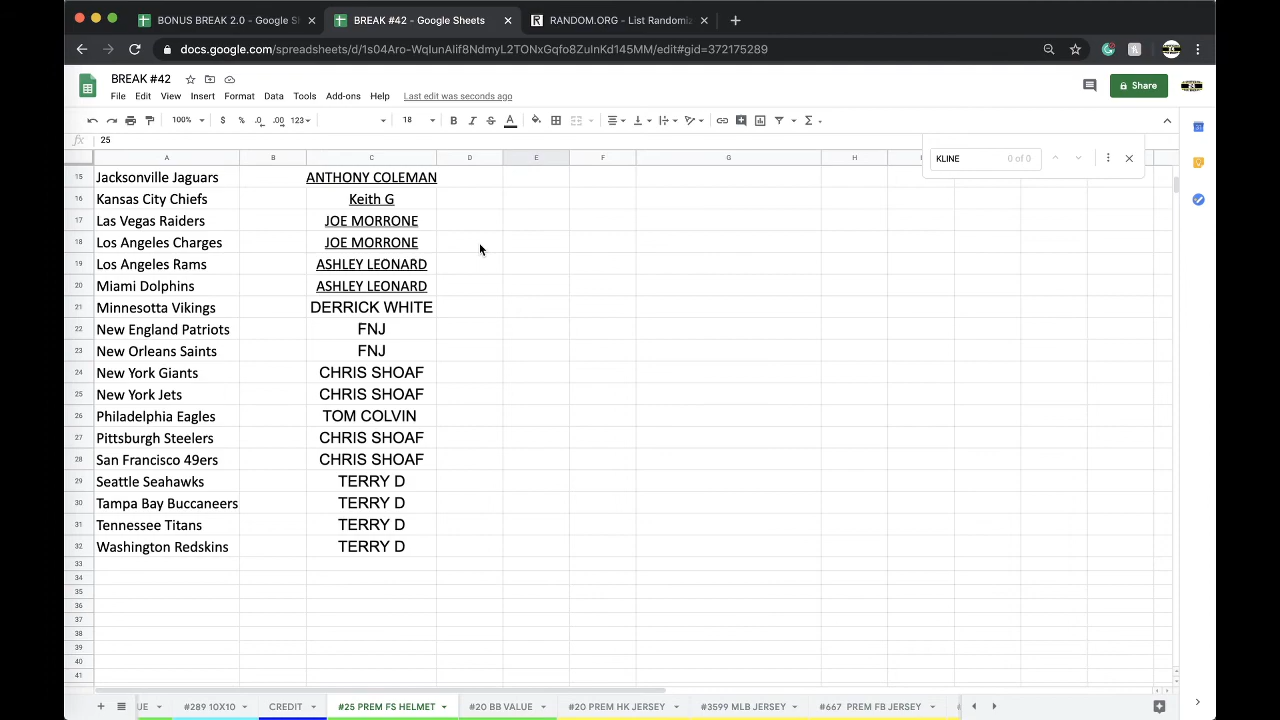 BONUS BREAK 2.0 - Google S
BREAK #42 - Google Sheets
RANDOM.ORG - List Randomiz
docs.google.com/spreadsheets/d/1s04Aro-WqlunAlif8NdmyL2TONxGqfo8ZuInKd145MM/edit#gid=372175289
BREAK #42
File Edit View Insert Format Data Tools Add-ons Help Last edit was seconds ago
Share
100% $ % .0 .00 123 18 B I S A
fx 25
KLINE 0 of 0
A B C D E F G H
15 Jacksonville Jaguars ANTHONY COLEMAN
16 Kansas City Chiefs Keith G
17 Las Vegas Raiders JOE MORRONE
18 Los Angeles Charges JOE MORRONE
19 Los Angeles Rams ASHLEY LEONARD
20 Miami Dolphins ASHLEY LEONARD
21 Minnesotta Vikings DERRICK WHITE
22 New England Patriots FNJ
23 New Orleans Saints FNJ
24 New York Giants CHRIS SHOAF
25 New York Jets CHRIS SHOAF
26 Philadelphia Eagles TOM COLVIN
27 Pittsburgh Steelers CHRIS SHOAF
28 San Francisco 49ers CHRIS SHOAF
29 Seattle Seahawks TERRY D
30 Tampa Bay Buccaneers TERRY D
31 Tennessee Titans TERRY D
32 Washington Redskins TERRY D
33
34
35
36
37
38
39
40
41
UE #289 10X10 CREDIT #25 PREM FS HELMET #20 BB VALUE #20 PREM HK JERSEY #3599 MLB JERSEY #667 PREM FB JERSEY